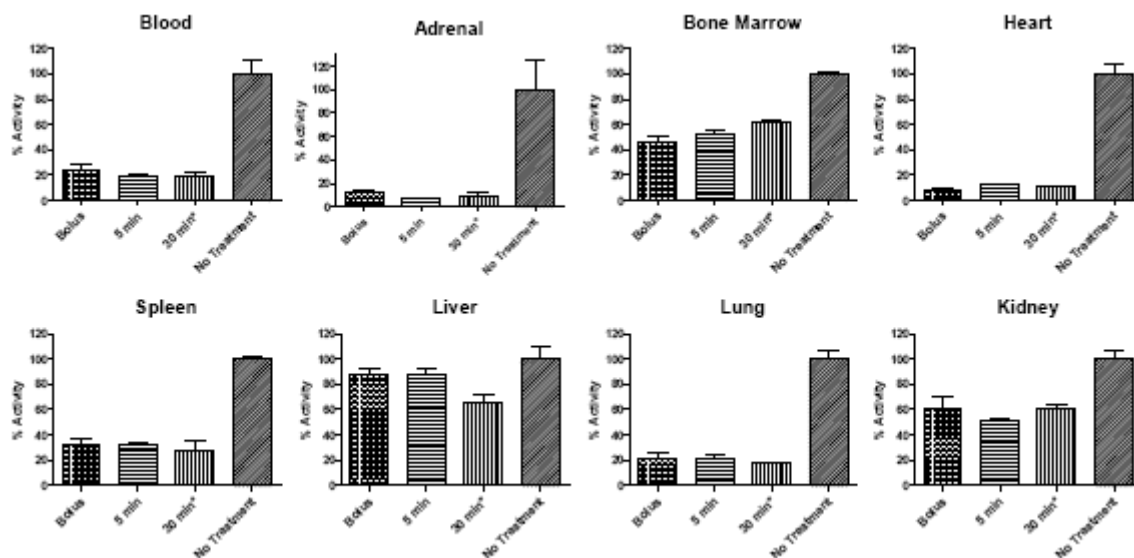 Blood
Adrenal
Bone Marrow
Heart
% Activity
120
100
80
60
40
20
0
Bolus
5 min
30 min*
No Treatment
% Activity
120
100
80
60
40
20
0
Bolus
5 min
30 min*
No Treatment
% Activity
120
100
80
60
40
20
0
Bolus
5 min
30 min*
No Treatment
% Activity
120
100
80
60
40
20
0
Bolus
5 min
30 min*
No Treatment
Spleen
Liver
Lung
Kidney
% Activity
120
100
80
60
40
20
0
Bolus
5 min
30 min*
No Treatment
% Activity
120
100
80
60
40
20
0
Bolus
5 min
30 min*
No Treatment
% Activity
120
100
80
60
40
20
0
Bolus
5 min
30 min*
No Treatment
% Activity
120
100
80
60
40
20
0
Bolus
5 min
30 min*
No Treatment